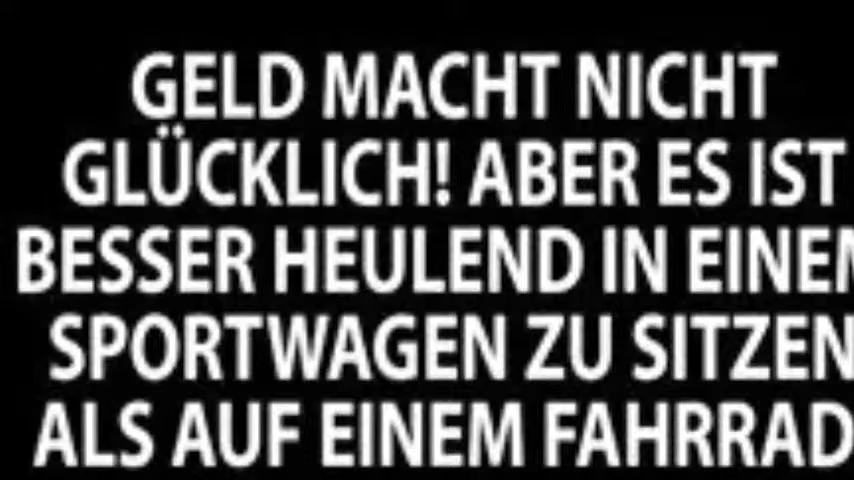 GELD MACHT NICHT
GLÜCKLICH! ABER ES IST
BESSER HEULEND IN EINEM
SPORTWAGEN ZU SITZEN
ALS AUF EINEM FAHRRAD